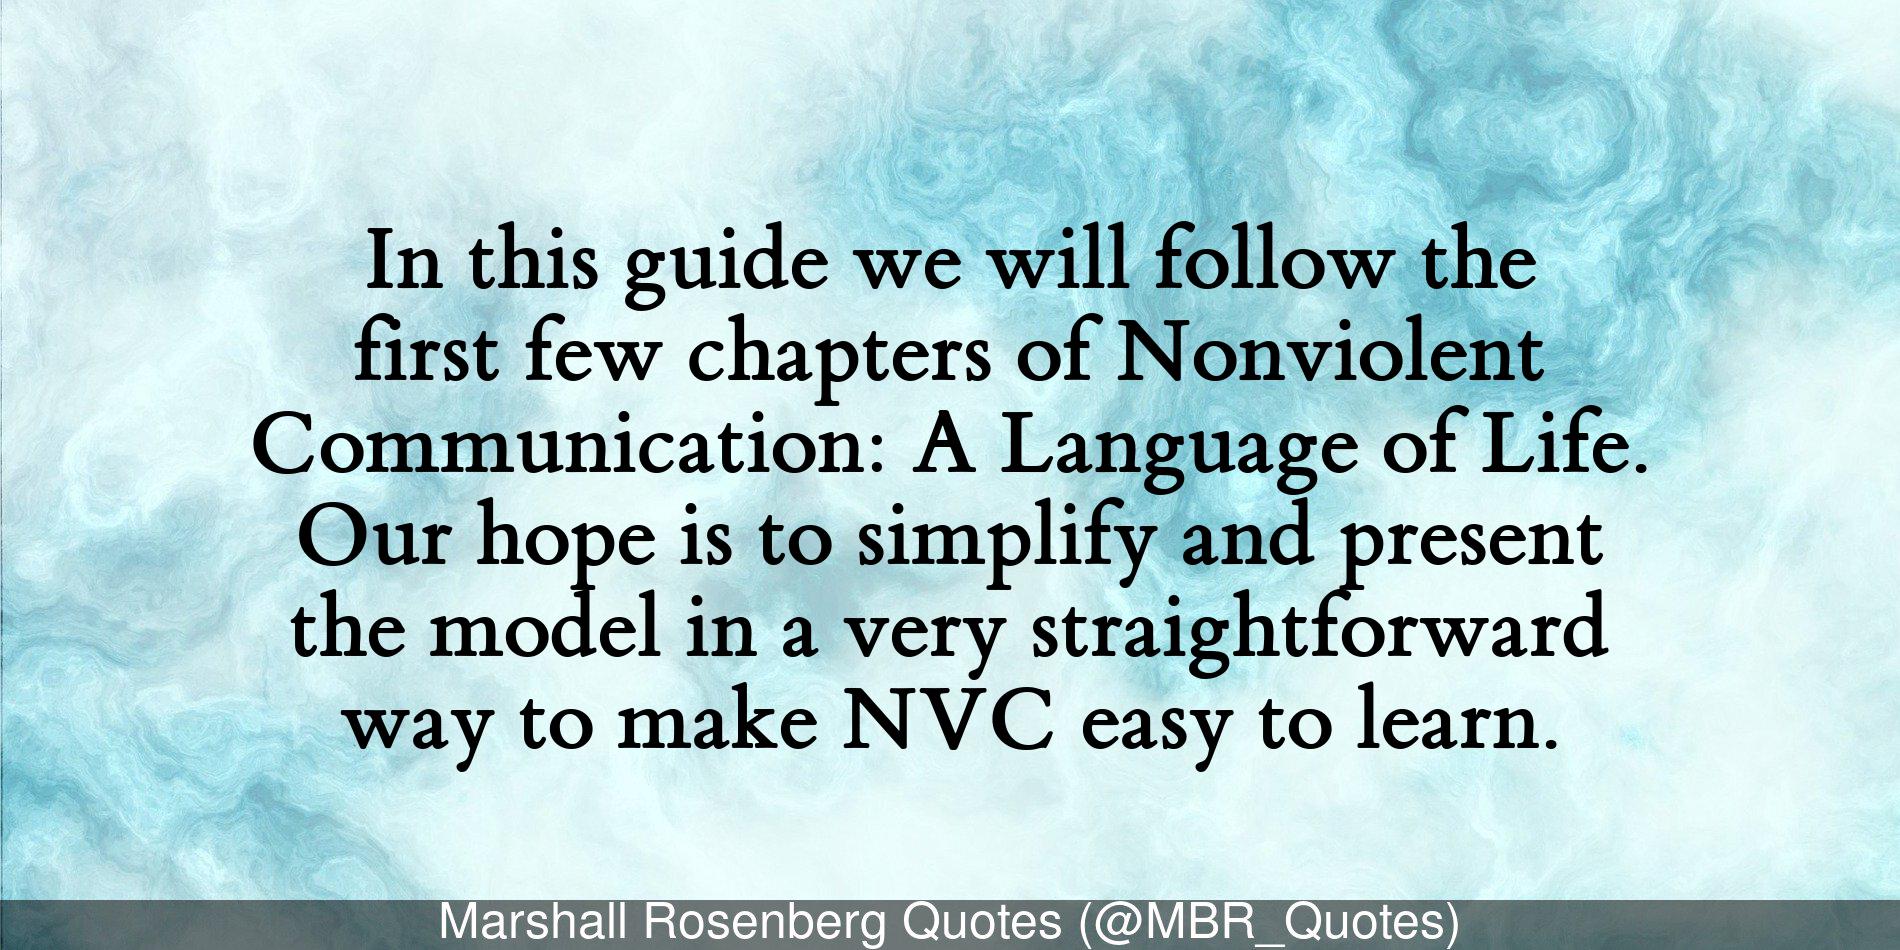 In this guide we will follow the
first few chapters of Nonviolent
Communication: A Language of Life.
Our hope is to simplify and present
the model in a very straightforward
way to make NVC easy to learn.
Marshall Rosenberg Quotes (@MBR_Quotes)